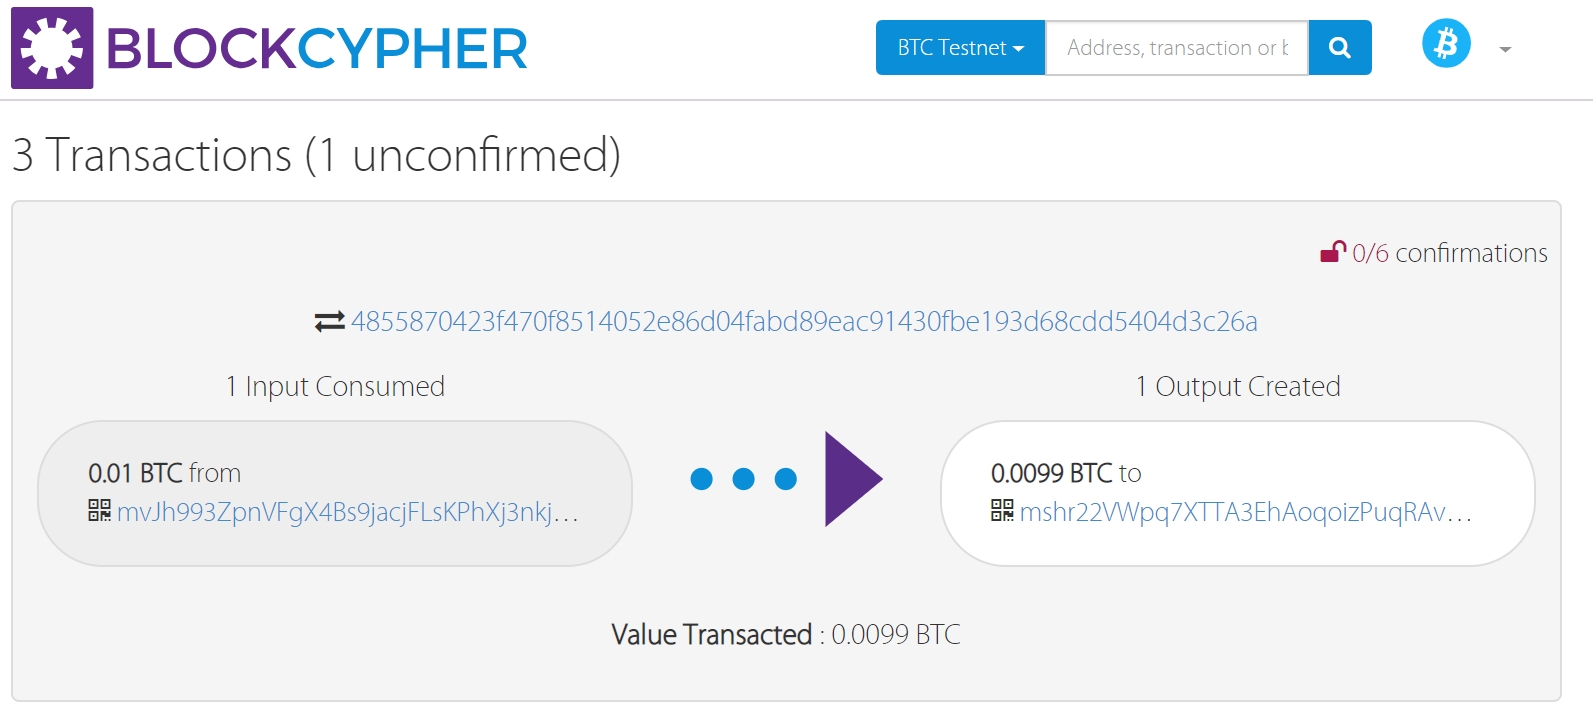 BLOCKCYPHER
BTC Testnet
Address, transaction or b
3 Transactions (1 unconfirmed)
0/6 confirmations
4855870423f470f8514052e86d04fabd89eac91430fbe193d68cdd5404d3c26a
1 Input Consumed
1 Output Created
0.01 BTC from
mvJh993ZpnVFgX4Bs9jacjFLsKPhXj3nkj...
0.0099 BTC to
mshr22VWpq7XTTA3EhAoqoizPuqRAv...
Value Transacted : 0.0099 BTC